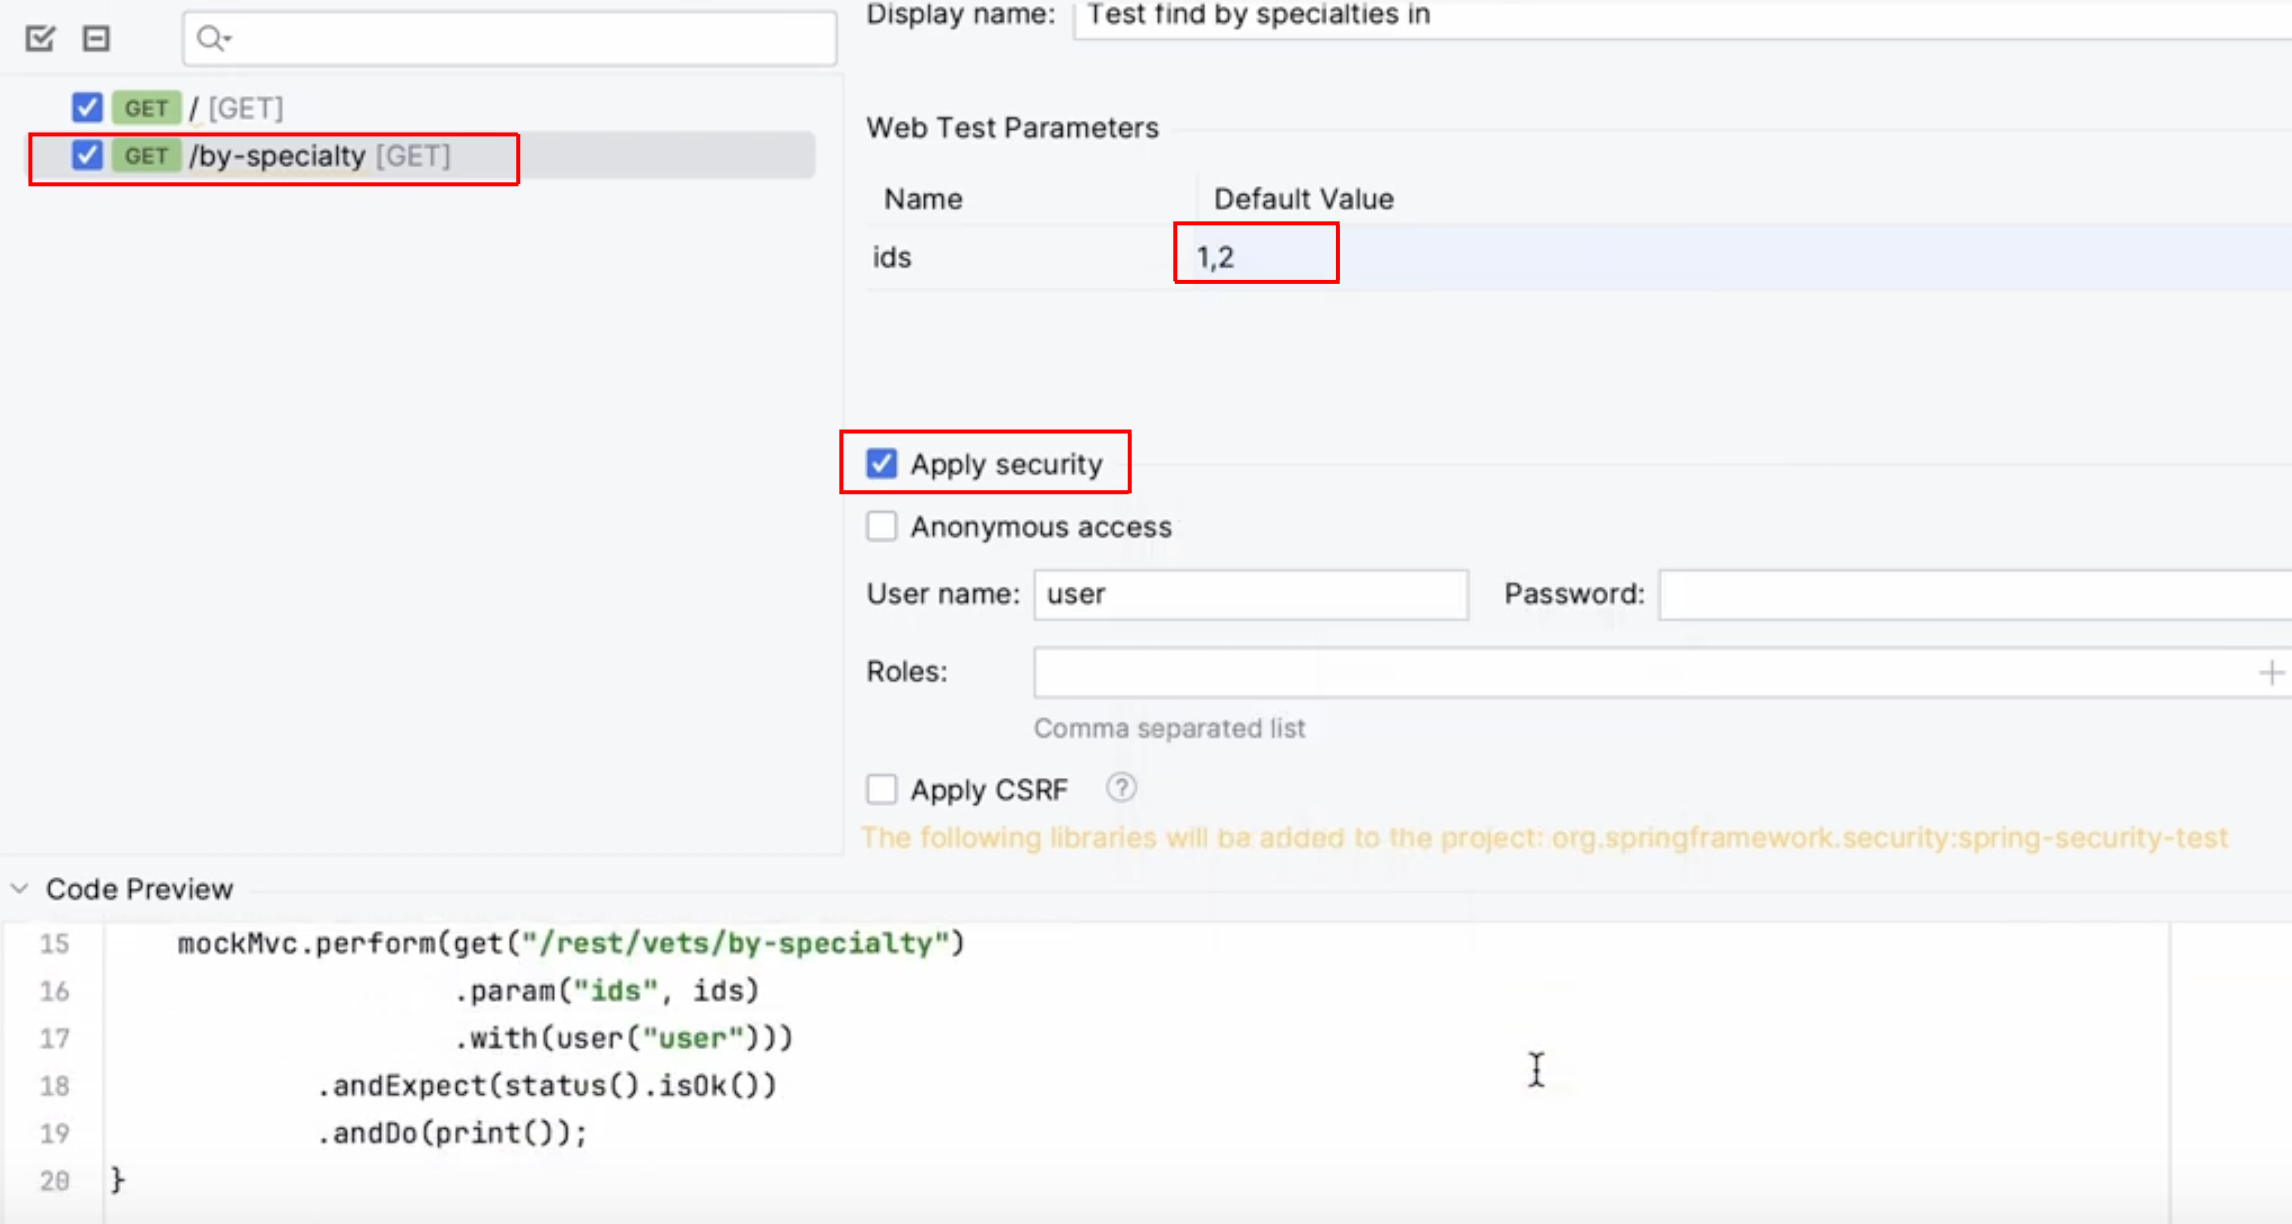 Display name: Test find by specialties in
GET / [GET]
GET /by-specialty [GET]
Web Test Parameters
Name Default Value
ids 1,2
Apply security
Anonymous access
User name: user Password:
Roles:
Comma separated list
Apply CSRF ?
The following libraries will be added to the project: org.springframework.security:spring-security-test
Code Preview
15 mockMvc.perform(get("/rest/vets/by-specialty")
16 .param("ids", ids)
17 .with(user("user")))
18 .andExpect(status().isOk())
19 .andDo(print());
20 }